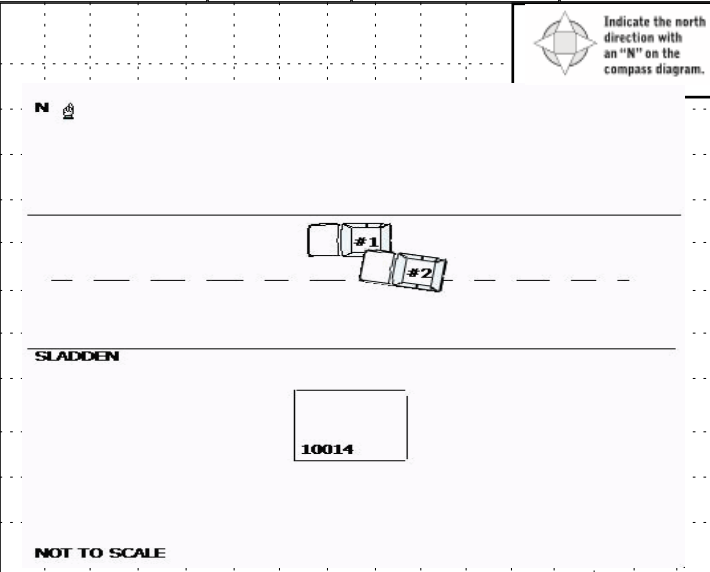 Indicate the north
direction with
an “N” on the
compass diagram.
N
#1
#2
SLADDEN
10014
NOT TO SCALE